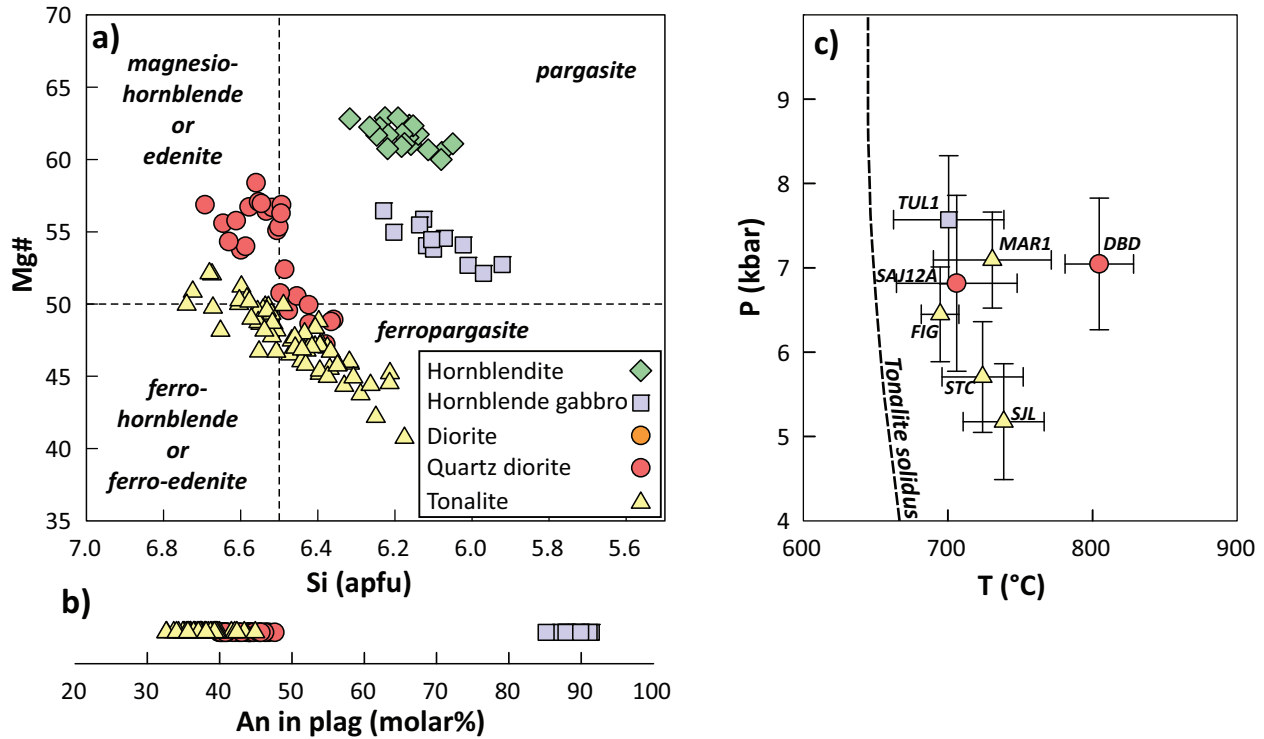 a)
magnesio-
hornblende
or
edenite
pargasite
ferropargasite
ferro-
hornblende
or
ferro-edenite
Hornblendite
Hornblende gabbro
Diorite
Quartz diorite
Tonalite
Mg#
70
65
60
55
50
45
40
35
7.0 6.8 6.6 6.4 6.2 6.0 5.8 5.6
Si (apfu)
b)
20 30 40 50 60 70 80 90 100
An in plag (molar%)
c)
P (kbar)
9
8
7
6
5
4
TUL1
MAR1
DBD
SAJ12A
FIG
STC
SJL
Tonalite solidus
600 700 800 900
T (°C)